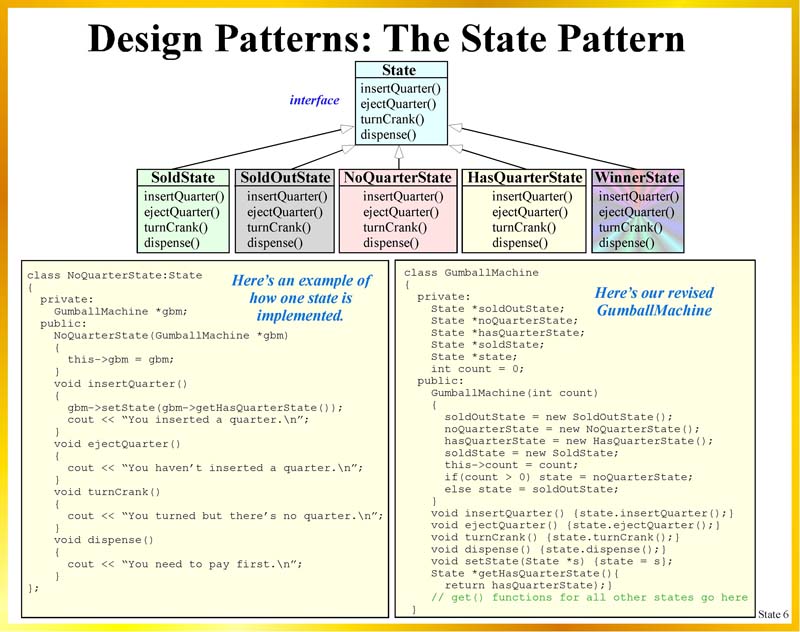 Design Patterns: The State Pattern
State
interface
insertQuarter()
ejectQuarter()
turnCrank()
dispense()
SoldState
insertQuarter()
ejectQuarter()
turnCrank()
dispense()
SoldOutState
insertQuarter()
ejectQuarter()
turnCrank()
dispense()
NoQuarterState
insertQuarter()
ejectQuarter()
turnCrank()
dispense()
HasQuarterState
insertQuarter()
ejectQuarter()
turnCrank()
dispense()
WinnerState
insertQuarter()
ejectQuarter()
turnCrank()
dispense()
class NoQuarterState:State
{
  private:
    GumballMachine *gbm;
  public:
    NoQuarterState(GumballMachine *gbm)
    {
      this->gbm = gbm;
    }
    void insertQuarter()
    {
      gbm->setState(gbm->getHasQuarterState());
      cout << “You inserted a quarter.\n”;
    }
    void ejectQuarter()
    {
      cout << “You haven’t inserted a quarter.\n”;
    }
    void turnCrank()
    {
      cout << “You turned but there’s no quarter.\n”;
    }
    void dispense()
    {
      cout << “You need to pay first.\n”;
    }
};
Here’s an example of
how one state is
implemented.
class GumballMachine
{
  private:
    State *soldOutState;
    State *noQuarterState;
    State *hasQuarterState;
    State *soldState;
    State *state;
    int count = 0;
  public:
    GumballMachine(int count)
    {
      soldOutState = new SoldOutState();
      noQuarterState = new NoQuarterState();
      hasQuarterState = new HasQuarterState();
      soldState = new SoldState;
      this->count = count;
      if(count > 0) state = noQuarterState;
      else state = soldOutState;
    }
    void insertQuarter() {state.insertQuarter();}
    void ejectQuarter() {state.ejectQuarter();}
    void turnCrank() {state.turnCrank();}
    void dispense() {state.dispense();}
    void setState(State *s) {state = s};
    State *getHasQuarterState(){
      return hasQuarterState);}
    // get() functions for all other states go here
 }
Here’s our revised
GumballMachine
State 6